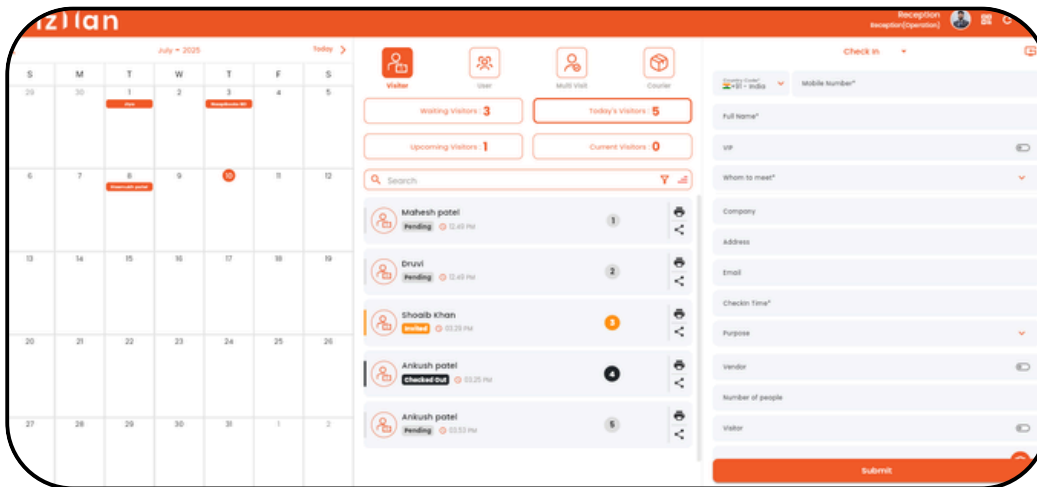 Reception
Reception(Operation)
July 2025
Today
S M T W T F S
29 30 1 2 3 4 5
6 7 8 9 10 11 12
13 14 15 16 17 18 19
20 21 22 23 24 25 26
27 28 29 30 31 1 2
Visitor User Multi Visit Courier
Waiting Visitors : 3 Today's Visitors : 5
Upcoming Visitors : 1 Current Visitors : 0
Search
Mahesh patel
Pending 12.49 PM
1
Druvi
Pending 12.49 PM
2
Shoaib Khan
Invited 03.29 PM
3
Ankush patel
Checked Out 03.25 PM
4
Ankush patel
Pending 03.53 PM
5
Check In
Country Code*
+91 - India
Mobile Number*
Full Name*
VIP
Whom to meet*
Company
Address
Email
Checkin Time*
Purpose
Vendor
Number of people
Visitor
Submit